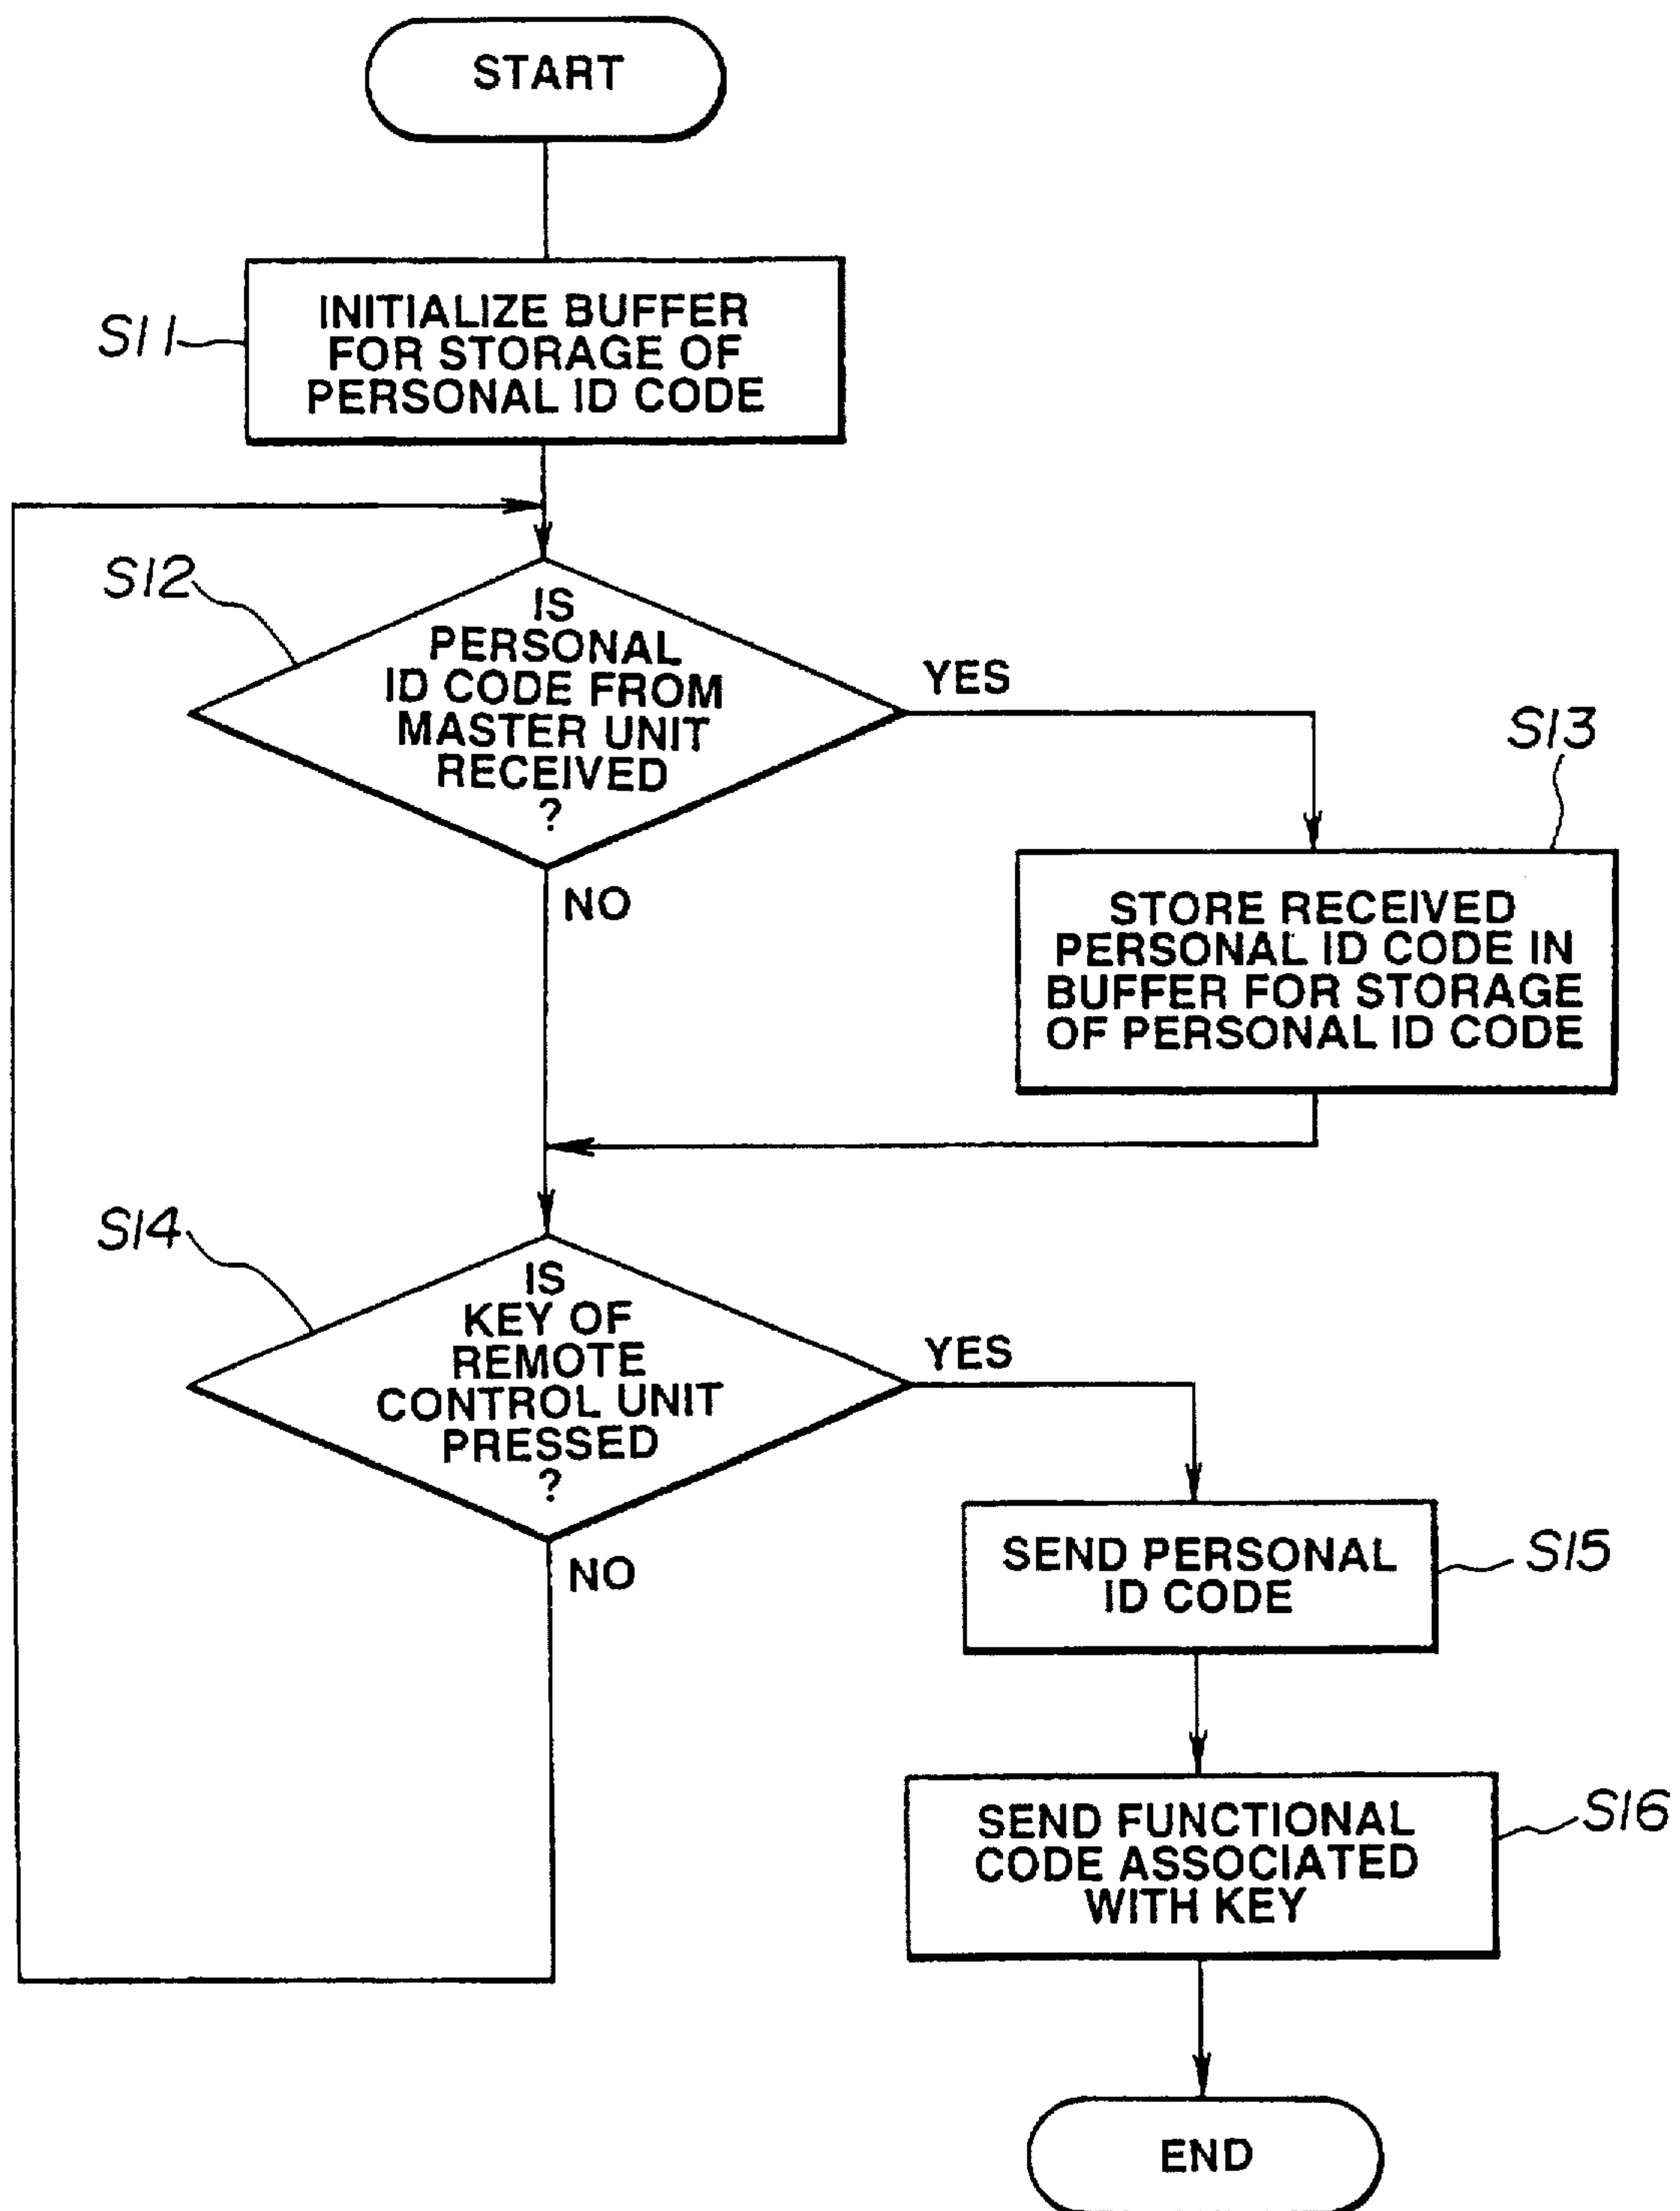 START
S11
INITIALIZE BUFFER
FOR STORAGE OF
PERSONAL ID CODE
S12
IS
PERSONAL
ID CODE FROM
MASTER UNIT
RECEIVED
?
YES
NO
S13
STORE RECEIVED
PERSONAL ID CODE IN
BUFFER FOR STORAGE
OF PERSONAL ID CODE
S14
IS
KEY OF
REMOTE
CONTROL UNIT
PRESSED
?
YES
NO
SEND PERSONAL
ID CODE
S15
SEND FUNCTIONAL
CODE ASSOCIATED
WITH KEY
S16
END